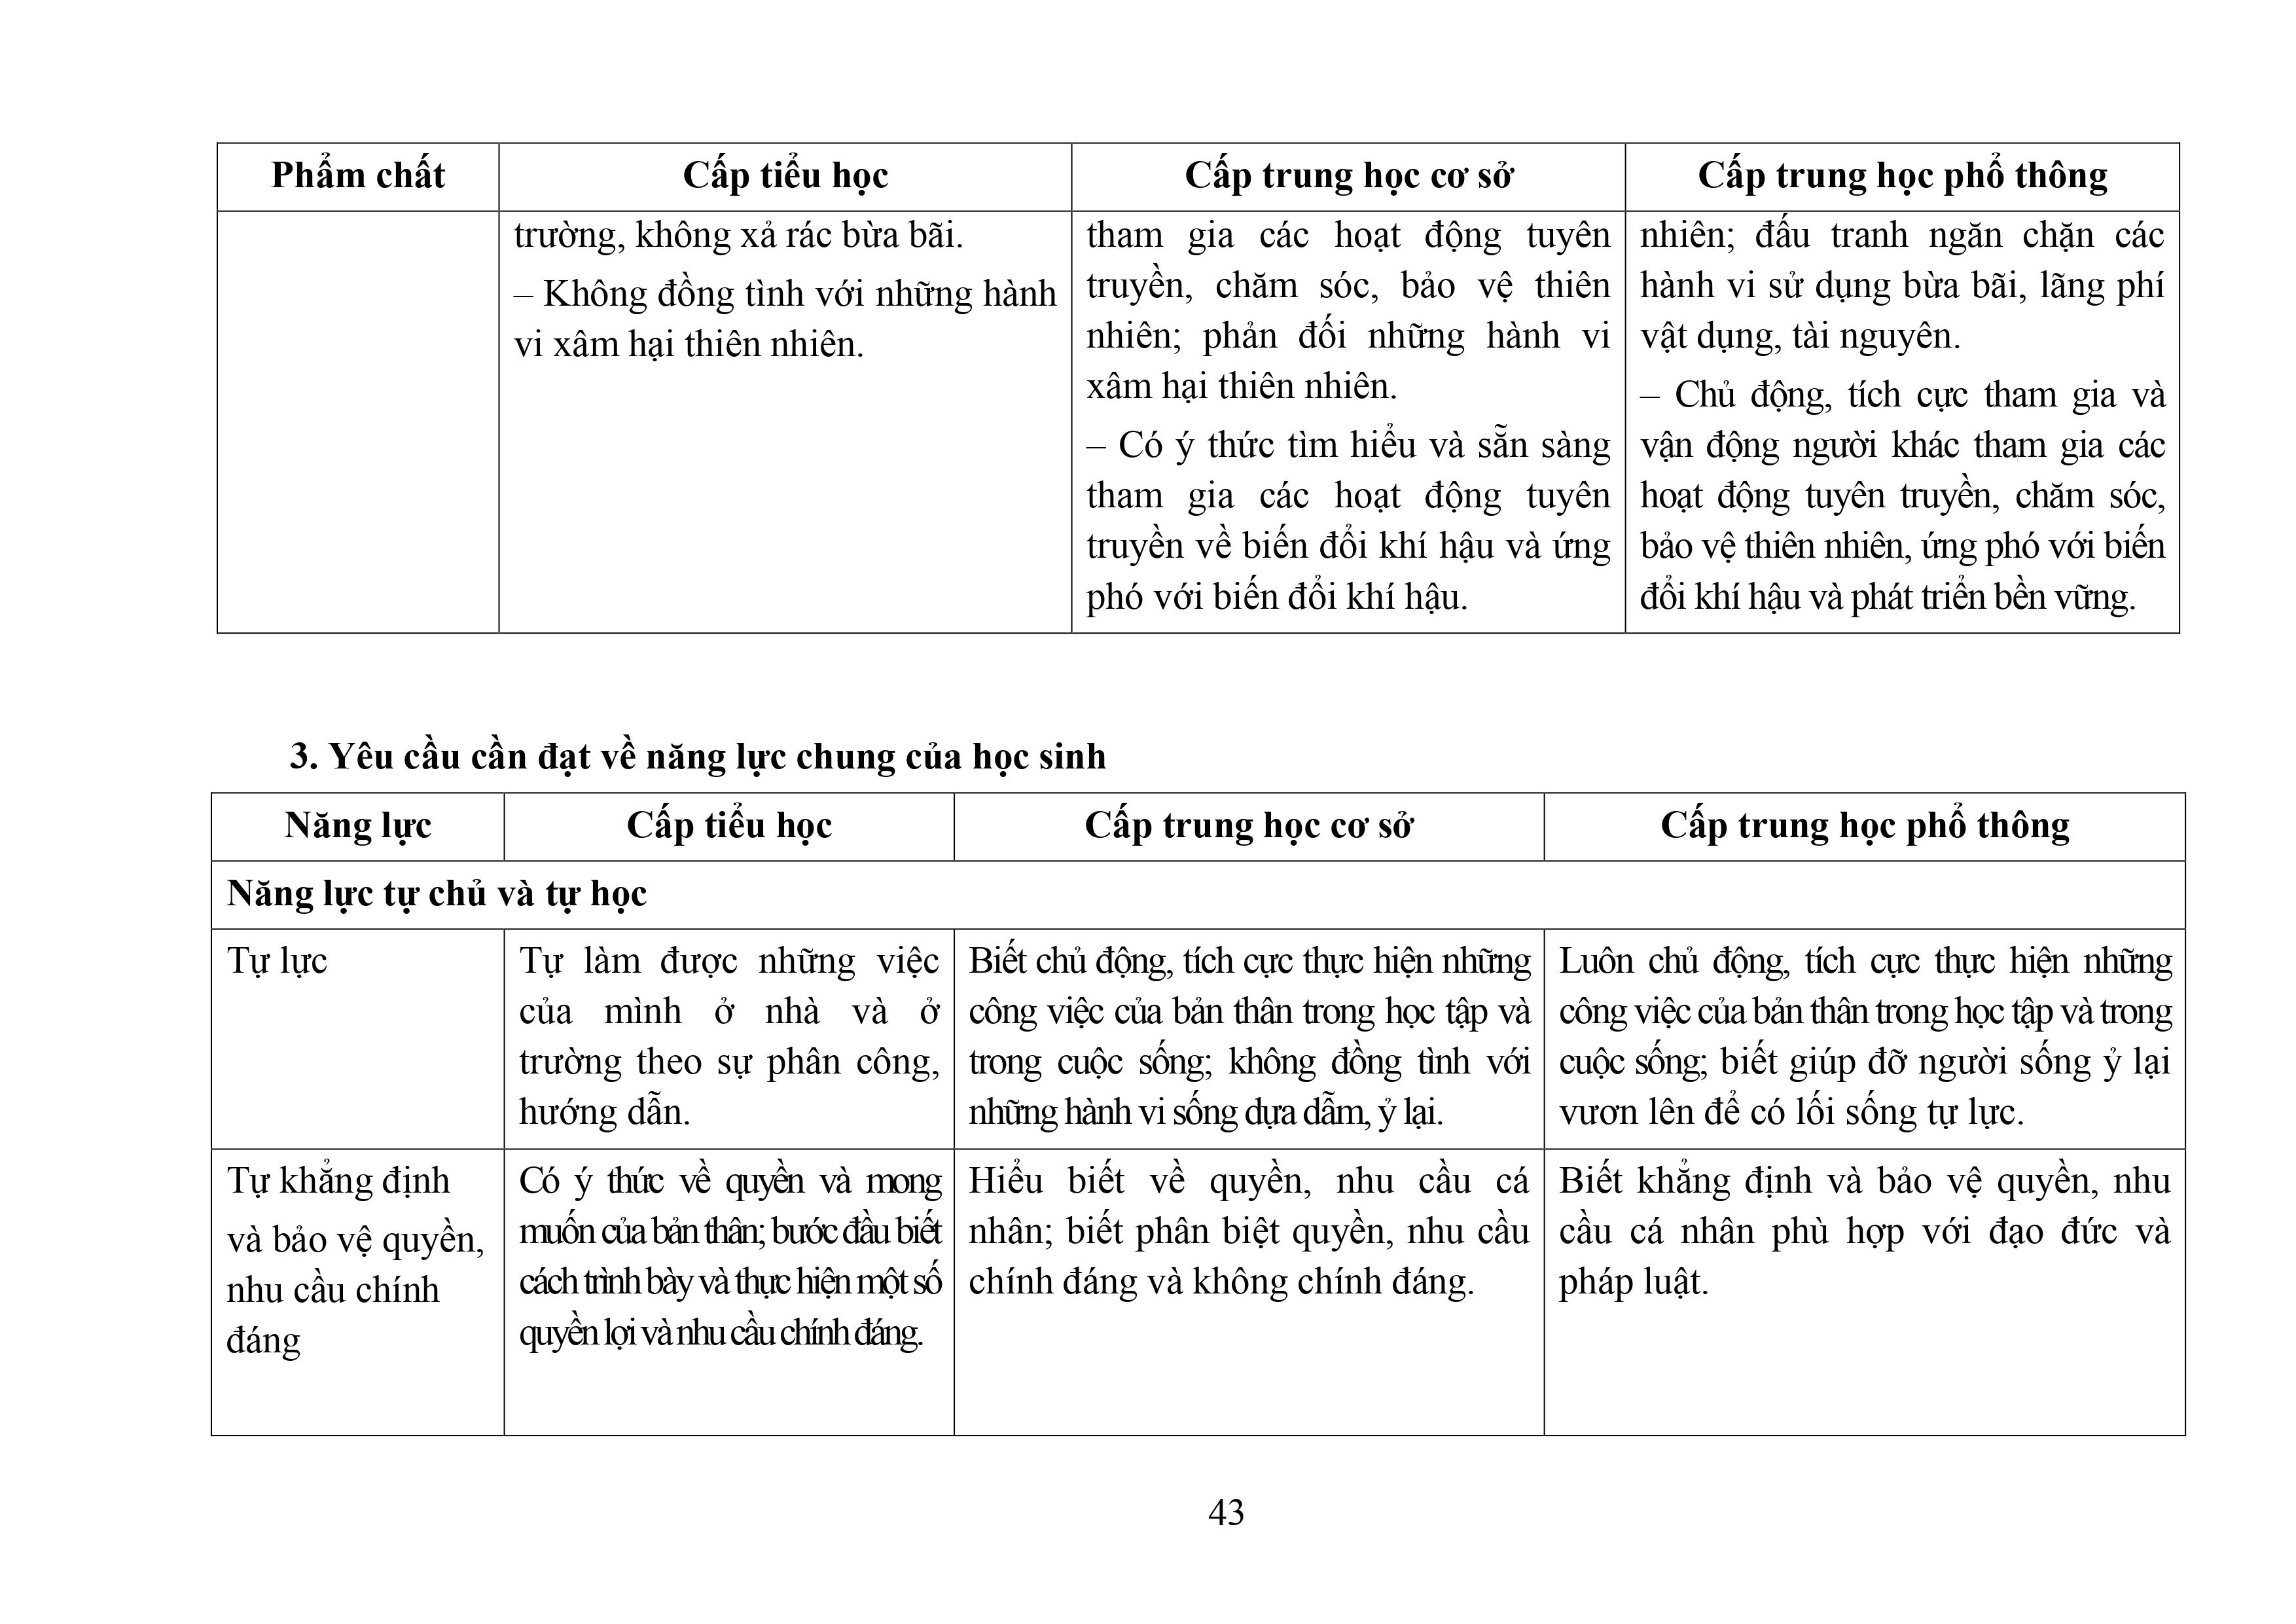 Phẩm chất
Cấp tiểu học
Cấp trung học cơ sở
Cấp trung học phổ thông
trường, không xả rác bừa bãi.
– Không đồng tình với những hành
vi xâm hại thiên nhiên.
tham gia các hoạt động tuyên
truyền, chăm sóc, bảo vệ thiên
nhiên; phản đối những hành vi
xâm hại thiên nhiên.
– Có ý thức tìm hiểu và sẵn sàng
tham gia các hoạt động tuyên
truyền về biến đổi khí hậu và ứng
phó với biến đổi khí hậu.
nhiên; đấu tranh ngăn chặn các
hành vi sử dụng bừa bãi, lãng phí
vật dụng, tài nguyên.
– Chủ động, tích cực tham gia và
vận động người khác tham gia các
hoạt động tuyên truyền, chăm sóc,
bảo vệ thiên nhiên, ứng phó với biến
đổi khí hậu và phát triển bền vững.
3. Yêu cầu cần đạt về năng lực chung của học sinh
Năng lực
Cấp tiểu học
Cấp trung học cơ sở
Cấp trung học phổ thông
Năng lực tự chủ và tự học
Tự lực
Tự làm được những việc
của mình ở nhà và ở
trường theo sự phân công,
hướng dẫn.
Biết chủ động, tích cực thực hiện những
công việc của bản thân trong học tập và
trong cuộc sống; không đồng tình với
những hành vi sống dựa dẫm, ỷ lại.
Luôn chủ động, tích cực thực hiện những
công việc của bản thân trong học tập và trong
cuộc sống; biết giúp đỡ người sống ỷ lại
vươn lên để có lối sống tự lực.
Tự khẳng định
và bảo vệ quyền,
nhu cầu chính
đáng
Có ý thức về quyền và mong
muốn của bản thân; bước đầu biết
cách trình bày và thực hiện một số
quyền lợi và nhu cầu chính đáng.
Hiểu biết về quyền, nhu cầu cá
nhân; biết phân biệt quyền, nhu cầu
chính đáng và không chính đáng.
Biết khẳng định và bảo vệ quyền, nhu
cầu cá nhân phù hợp với đạo đức và
pháp luật.
43